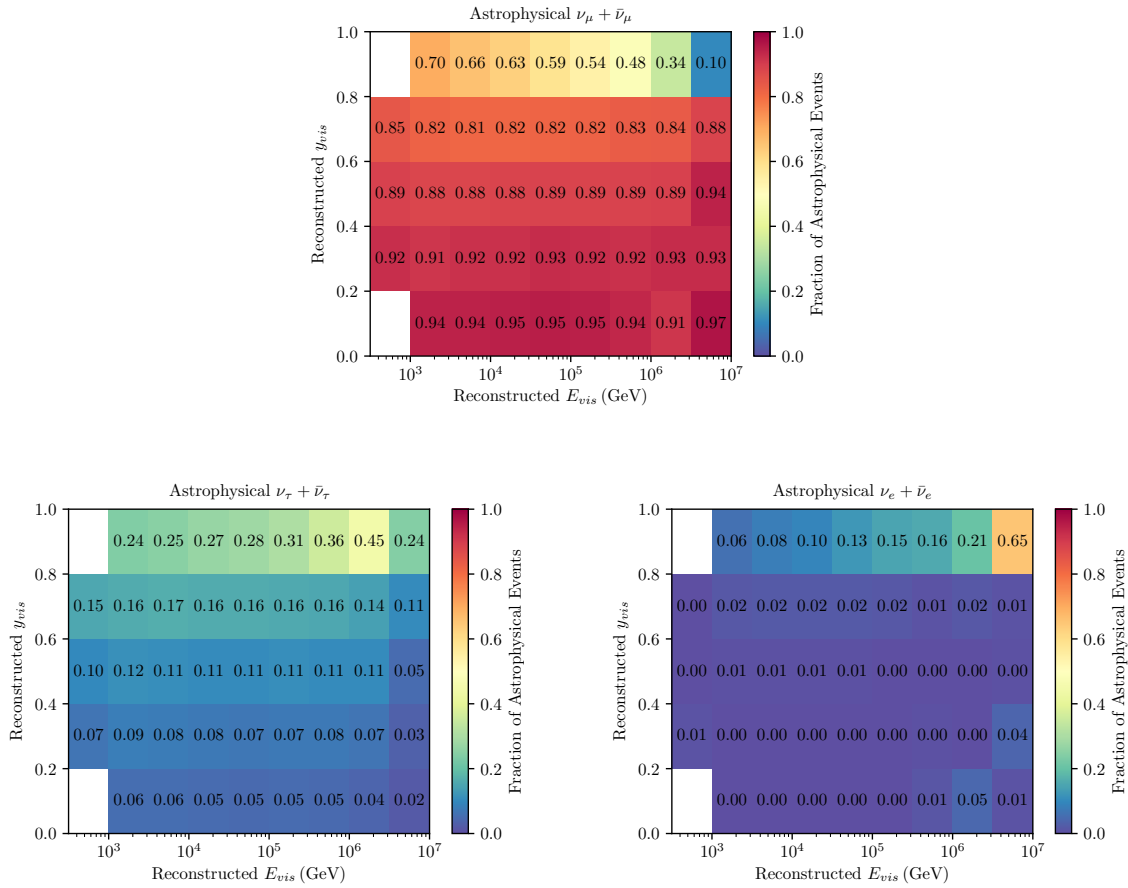 Astrophysical νμ + ν̄μ
1.0
0.8
0.6
0.4
0.2
0.0
Reconstructed yvis
0.70 0.66 0.63 0.59 0.54 0.48 0.34 0.10
0.85 0.82 0.81 0.82 0.82 0.82 0.83 0.84 0.88
0.89 0.88 0.88 0.88 0.89 0.89 0.89 0.89 0.94
0.92 0.91 0.92 0.92 0.93 0.92 0.92 0.93 0.93
0.94 0.94 0.95 0.95 0.95 0.94 0.91 0.97
10³ 10⁴ 10⁵ 10⁶ 10⁷
Reconstructed Evis (GeV)
1.0
0.8
0.6
0.4
0.2
0.0
Fraction of Astrophysical Events
Astrophysical ντ + ν̄τ
1.0
0.8
0.6
0.4
0.2
0.0
Reconstructed yvis
0.24 0.25 0.27 0.28 0.31 0.36 0.45 0.24
0.15 0.16 0.17 0.16 0.16 0.16 0.16 0.14 0.11
0.10 0.12 0.11 0.11 0.11 0.11 0.11 0.11 0.05
0.07 0.09 0.08 0.08 0.07 0.07 0.08 0.07 0.03
0.06 0.06 0.05 0.05 0.05 0.05 0.04 0.02
10³ 10⁴ 10⁵ 10⁶ 10⁷
Reconstructed Evis (GeV)
1.0
0.8
0.6
0.4
0.2
0.0
Fraction of Astrophysical Events
Astrophysical νe + ν̄e
1.0
0.8
0.6
0.4
0.2
0.0
Reconstructed yvis
0.06 0.08 0.10 0.13 0.15 0.16 0.21 0.65
0.00 0.02 0.02 0.02 0.02 0.02 0.01 0.02 0.01
0.00 0.01 0.01 0.01 0.01 0.00 0.00 0.00 0.00
0.01 0.00 0.00 0.00 0.00 0.00 0.00 0.00 0.04
0.00 0.00 0.00 0.00 0.00 0.01 0.05 0.01
10³ 10⁴ 10⁵ 10⁶ 10⁷
Reconstructed Evis (GeV)
1.0
0.8
0.6
0.4
0.2
0.0
Fraction of Astrophysical Events